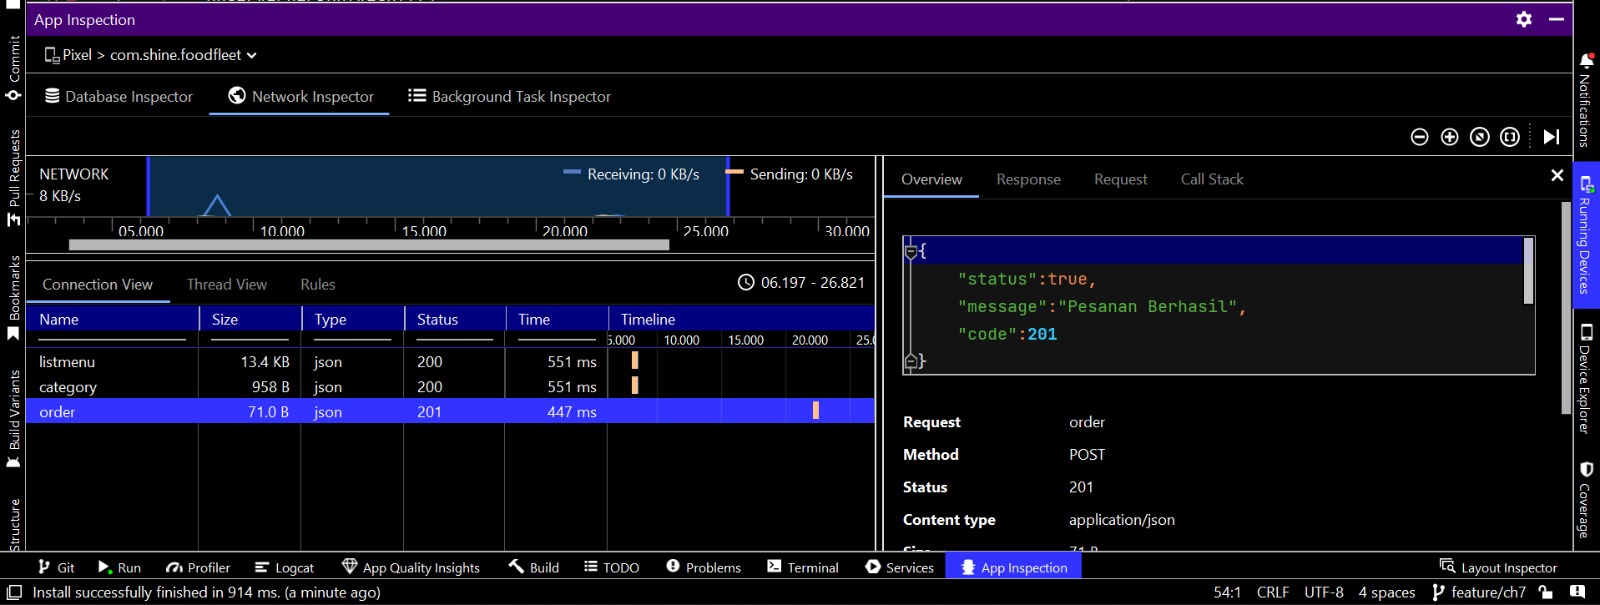 App Inspection
Pixel > com.shine.foodfleet
Database Inspector
Network Inspector
Background Task Inspector
NETWORK
8 KB/s
Receiving: 0 KB/s
Sending: 0 KB/s
05.000 10.000 15.000 20.000 25.000 30.000
Connection View
Thread View
Rules
06.197 - 26.821
Name Size Type Status Time Timeline
5.000 10.000 15.000 20.000 25.0
listmenu 13.4 KB json 200 551 ms
category 958 B json 200 551 ms
order 71.0 B json 201 447 ms
Overview Response Request Call Stack
{
"status":true,
"message":"Pesanan Berhasil",
"code":201
}
Request order
Method POST
Status 201
Content type application/json
Size 71 B
Commit
Pull Requests
Bookmarks
Build Variants
Structure
Notifications
Running Devices
Device Explorer
Coverage
Git Run Profiler Logcat App Quality Insights Build TODO Problems Terminal Services App Inspection Layout Inspector
Install successfully finished in 914 ms. (a minute ago) 54:1 CRLF UTF-8 4 spaces feature/ch7